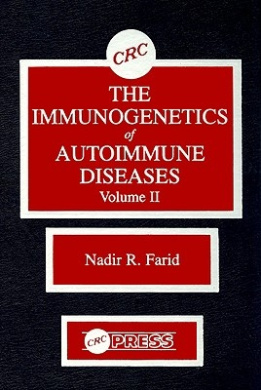 CRC
THE
IMMUNOGENETICS
of
AUTOIMMUNE
DISEASES
Volume II
Nadir R. Farid
CRC PRESS